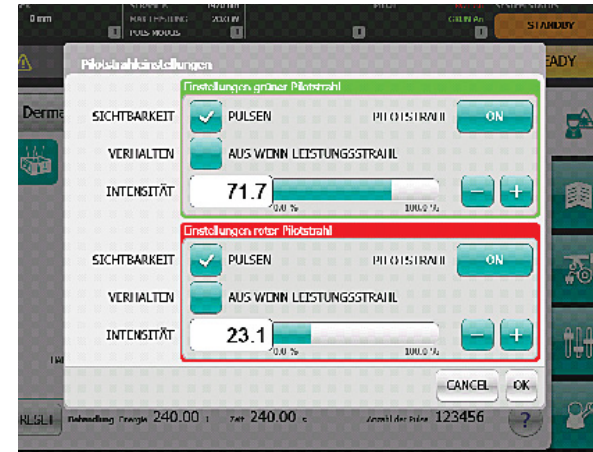 0 mm
STANDBY
Pilotstrahleinstellungen
Derma
Einstellungen grüner Pilotstrahl
SICHTBARKEIT PULSEN PILOTSTRAHL ON
VERHALTEN AUS WENN LEISTUNGSSTRAHL
INTENSITÄT 71.7
0.0 % 100.0 %
Einstellungen roter Pilotstrahl
SICHTBARKEIT PULSEN PILOTSTRAHL ON
VERHALTEN AUS WENN LEISTUNGSSTRAHL
INTENSITÄT 23.1
0.0 % 100.0 %
CANCEL OK
RESET Behandlung Energie 240.00 J Zeit 240.00 s Anzahl der Pulse 123456 ?